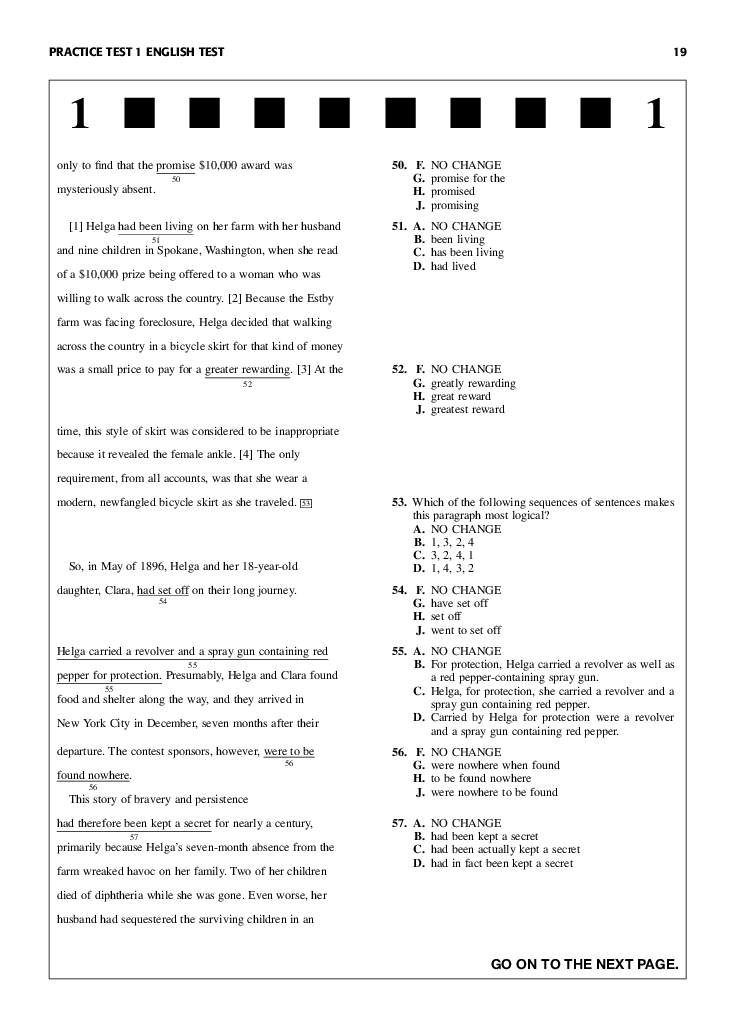 PRACTICE TEST 1 ENGLISH TEST 19
1 1
only to find that the promise $10,000 award was
50
mysteriously absent.
[1] Helga had been living on her farm with her husband
51
and nine children in Spokane, Washington, when she read
of a $10,000 prize being offered to a woman who was
willing to walk across the country. [2] Because the Estby
farm was facing foreclosure, Helga decided that walking
across the country in a bicycle skirt for that kind of money
was a small price to pay for a greater rewarding. [3] At the
52
time, this style of skirt was considered to be inappropriate
because it revealed the female ankle. [4] The only
requirement, from all accounts, was that she wear a
modern, newfangled bicycle skirt as she traveled. 53
So, in May of 1896, Helga and her 18-year-old
daughter, Clara, had set off on their long journey.
54
Helga carried a revolver and a spray gun containing red
55
pepper for protection. Presumably, Helga and Clara found
55
food and shelter along the way, and they arrived in
New York City in December, seven months after their
departure. The contest sponsors, however, were to be
56
found nowhere.
56
This story of bravery and persistence
had therefore been kept a secret for nearly a century,
57
primarily because Helga's seven-month absence from the
farm wreaked havoc on her family. Two of her children
died of diphtheria while she was gone. Even worse, her
husband had sequestered the surviving children in an
50. F. NO CHANGE
G. promise for the
H. promised
J. promising
51. A. NO CHANGE
B. been living
C. has been living
D. had lived
52. F. NO CHANGE
G. greatly rewarding
H. great reward
J. greatest reward
53. Which of the following sequences of sentences makes
this paragraph most logical?
A. NO CHANGE
B. 1, 3, 2, 4
C. 3, 2, 4, 1
D. 1, 4, 3, 2
54. F. NO CHANGE
G. have set off
H. set off
J. went to set off
55. A. NO CHANGE
B. For protection, Helga carried a revolver as well as
a red pepper-containing spray gun.
C. Helga, for protection, she carried a revolver and a
spray gun containing red pepper.
D. Carried by Helga for protection were a revolver
and a spray gun containing red pepper.
56. F. NO CHANGE
G. were nowhere when found
H. to be found nowhere
J. were nowhere to be found
57. A. NO CHANGE
B. had been kept a secret
C. had been actually kept a secret
D. had in fact been kept a secret
GO ON TO THE NEXT PAGE.